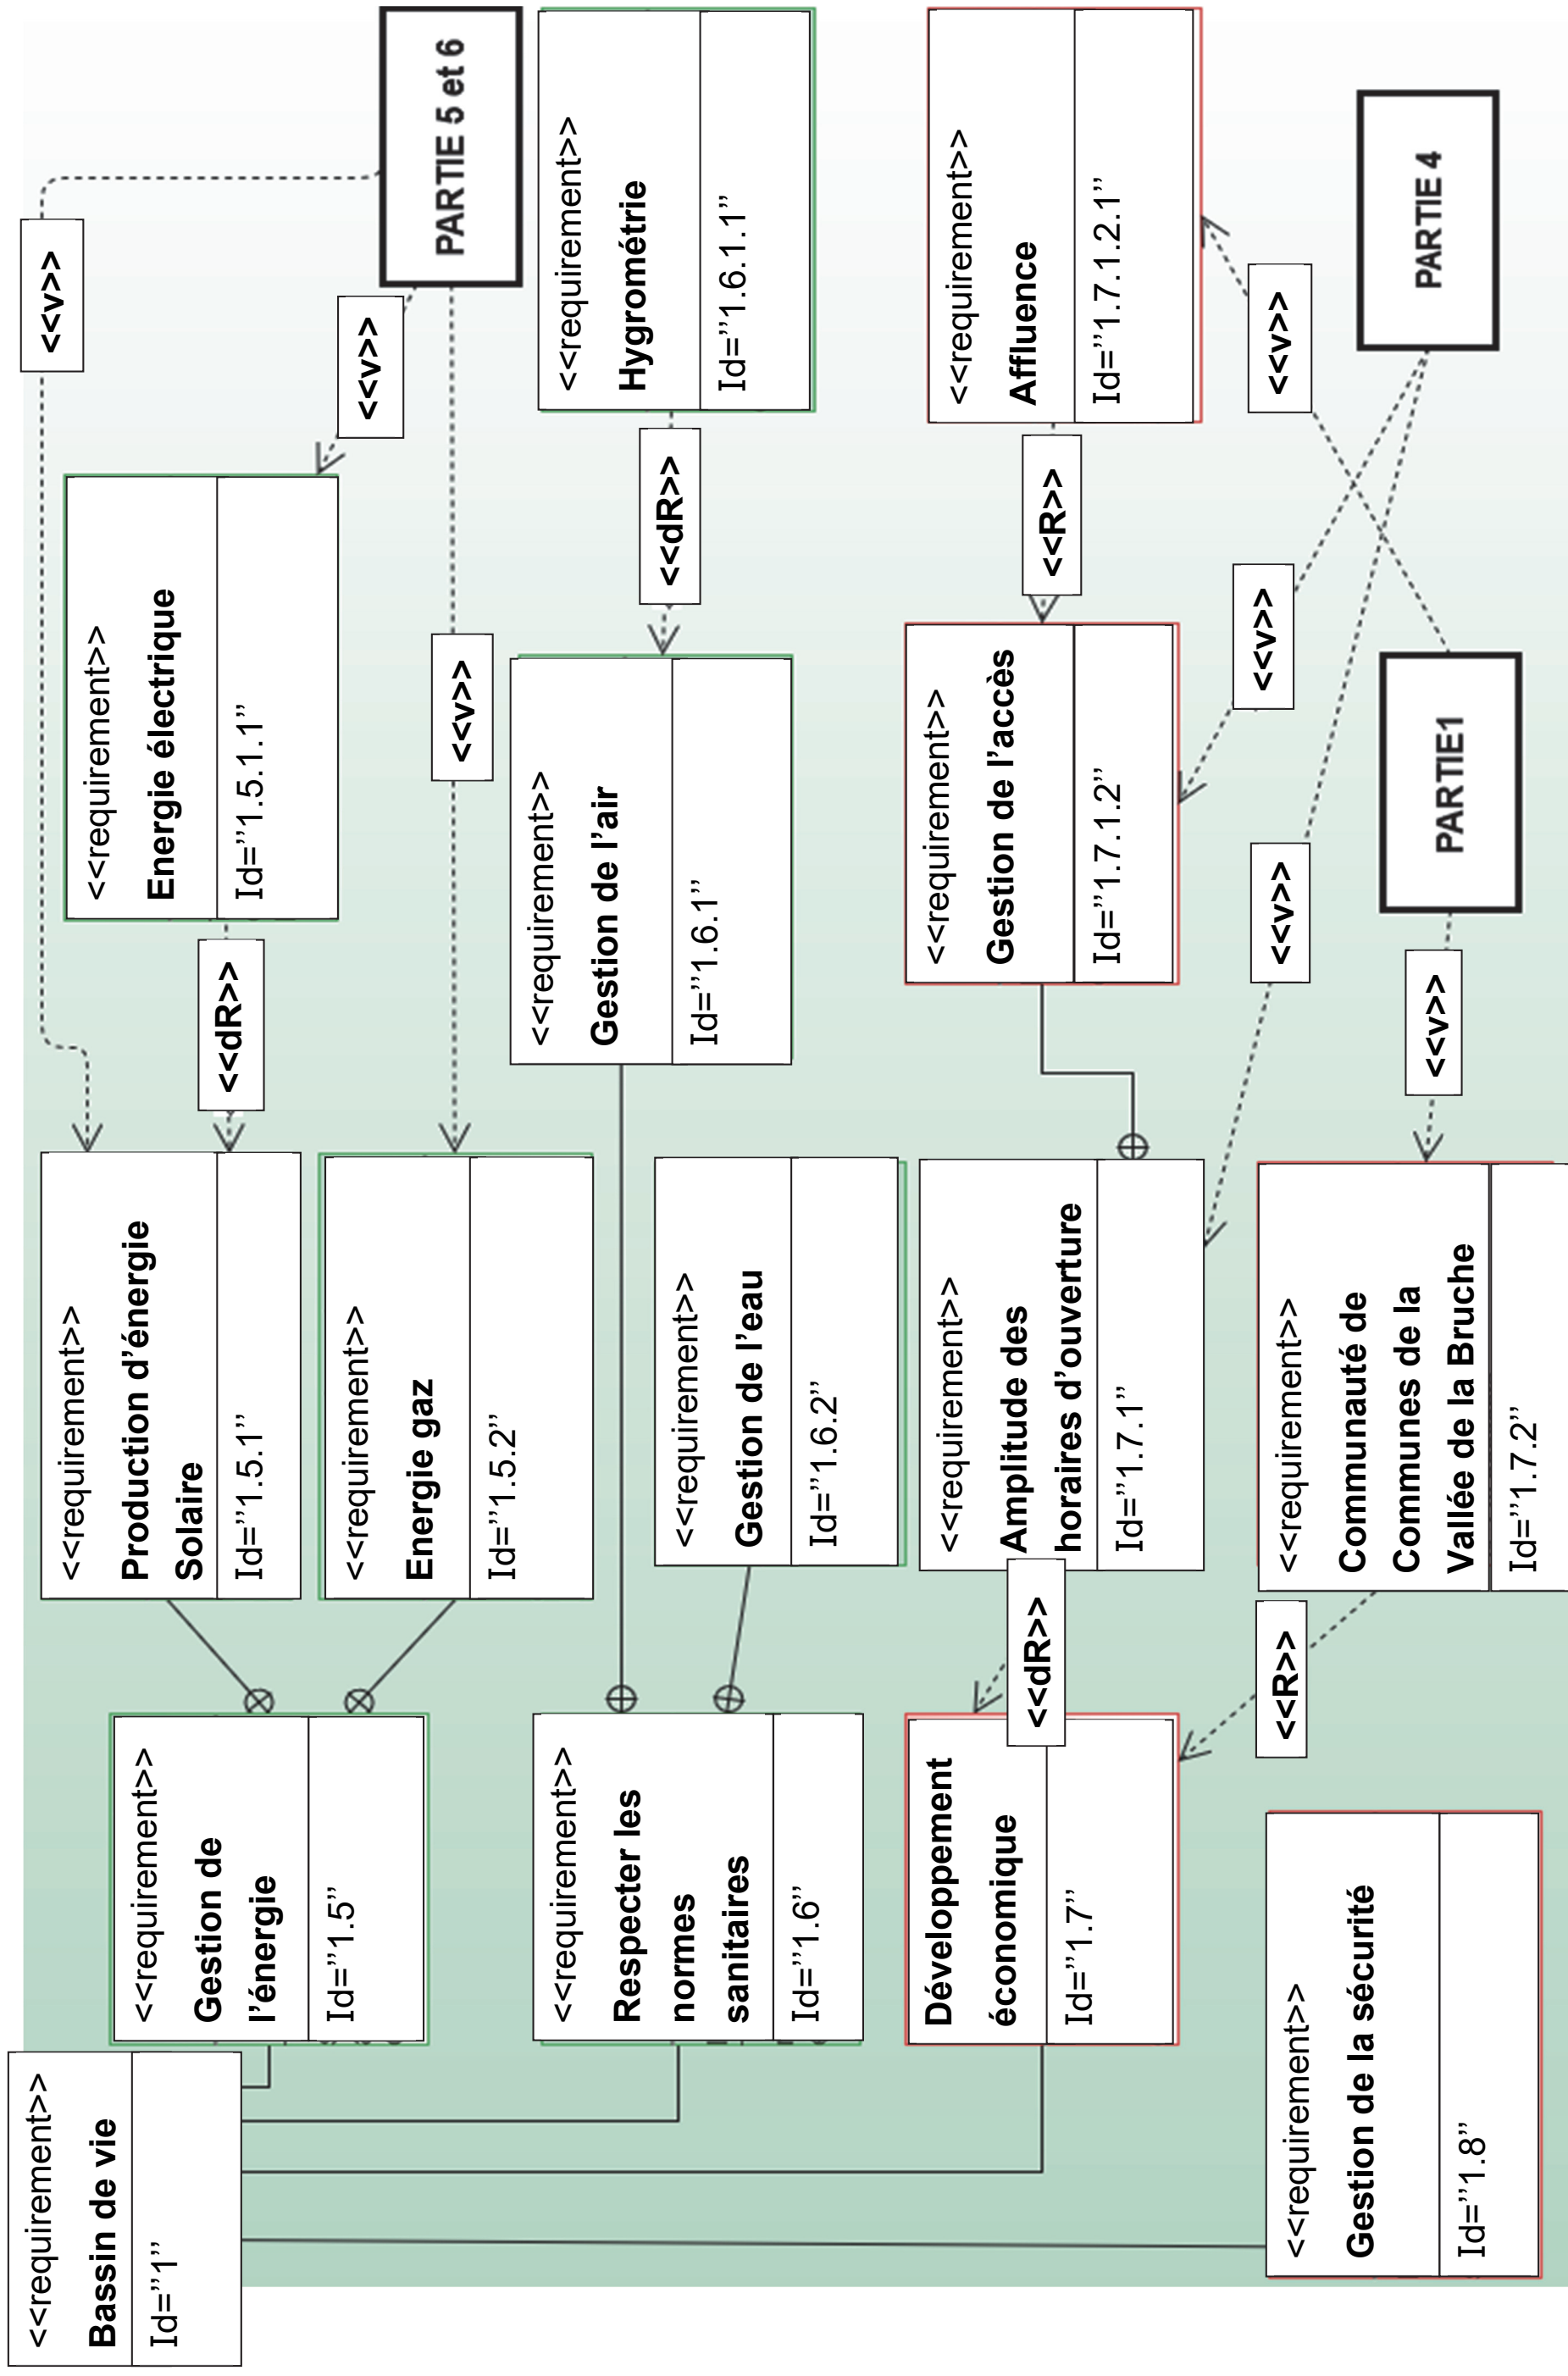 <<requirement>>
Bassin de vie
Id="1"
<<requirement>>
Gestion de
l'énergie
Id="1.5"
<<requirement>>
Production d'énergie
Solaire
Id="1.5.1"
<<dR>>
<<requirement>>
Energie électrique
Id="1.5.1.1"
<<v>>
<<v>>
PARTIE 5 et 6
<<requirement>>
Energie gaz
Id="1.5.2"
<<v>>
<<requirement>>
Respecter les
normes
sanitaires
Id="1.6"
<<requirement>>
Gestion de l'air
Id="1.6.1"
<<dR>>
<<requirement>>
Hygrométrie
Id="1.6.1.1"
<<requirement>>
Gestion de l'eau
Id="1.6.2"
Développement
économique
Id="1.7"
<<dR>>
<<requirement>>
Amplitude des
horaires d'ouverture
Id="1.7.1"
<<requirement>>
Gestion de l'accès
Id="1.7.1.2"
<<R>>
<<requirement>>
Affluence
Id="1.7.1.2.1"
<<v>>
<<v>>
<<v>>
<<requirement>>
Gestion de la sécurité
Id="1.8"
<<R>>
<<requirement>>
Communauté de
Communes de la
Vallée de la Bruche
Id="1.7.2"
<<v>>
PARTIE1
PARTIE 4